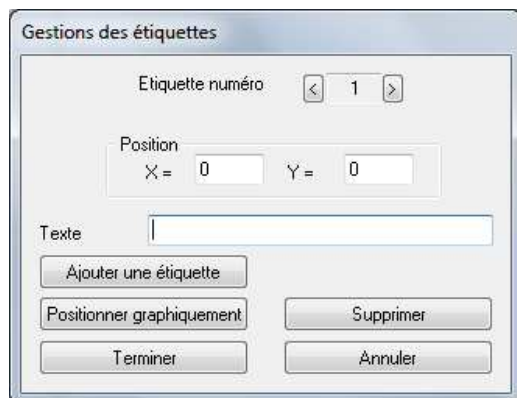 Gestions des étiquettes
Etiquette numéro < 1 >
Position
X = 0 Y = 0
Texte
Ajouter une étiquette
Positionner graphiquement Supprimer
Terminer Annuler